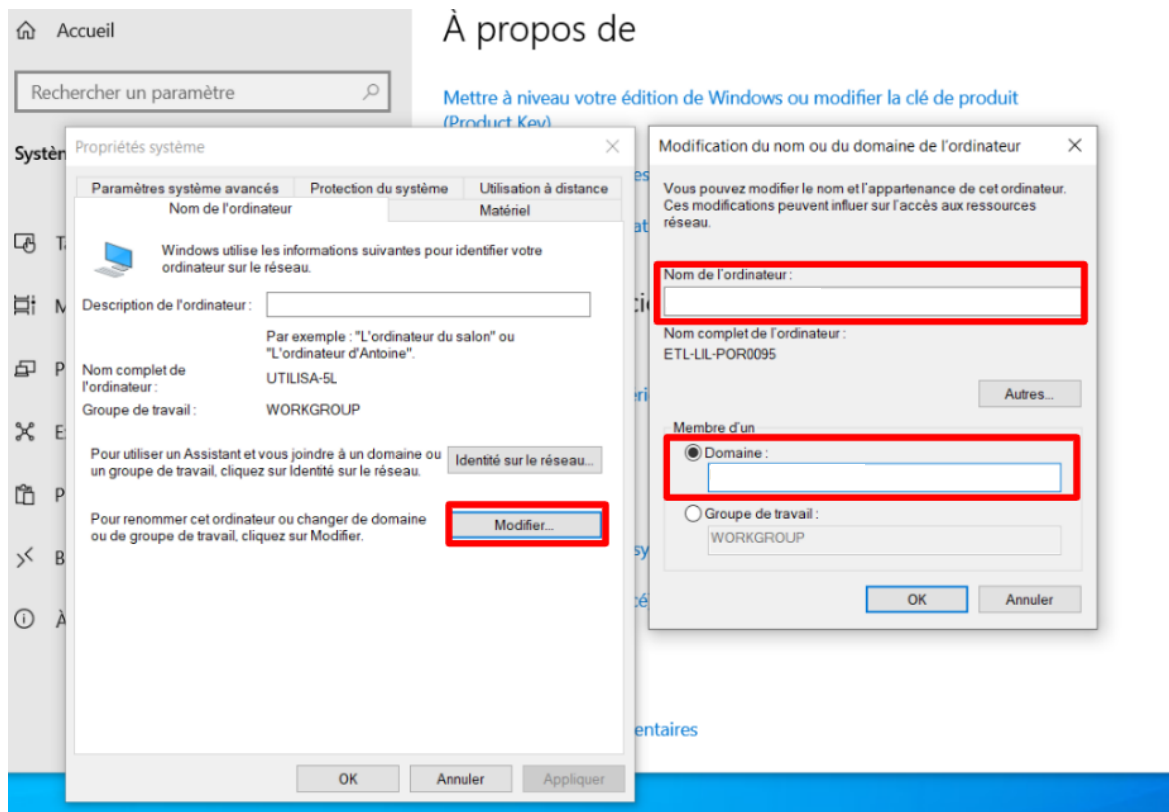 Accueil
Rechercher un paramètre
Systèm
À propos de
Mettre à niveau votre édition de Windows ou modifier la clé de produit
(Product Key)
Propriétés système
Paramètres système avancés
Protection du système
Utilisation à distance
Nom de l'ordinateur
Matériel
Windows utilise les informations suivantes pour identifier votre
ordinateur sur le réseau.
Description de l'ordinateur :
Par exemple : "L'ordinateur du salon" ou
"L'ordinateur d'Antoine".
Nom complet de
l'ordinateur :
UTILISA-5L
Groupe de travail :
WORKGROUP
Pour utiliser un Assistant et vous joindre à un domaine ou
un groupe de travail, cliquez sur Identité sur le réseau.
Identité sur le réseau...
Pour renommer cet ordinateur ou changer de domaine
ou de groupe de travail, cliquez sur Modifier.
Modifier...
OK
Annuler
Appliquer
Modification du nom ou du domaine de l'ordinateur
Vous pouvez modifier le nom et l'appartenance de cet ordinateur.
Ces modifications peuvent influer sur l'accès aux ressources
réseau.
Nom de l'ordinateur :
Nom complet de l'ordinateur :
ETL-LIL-POR0095
Autres...
Membre d'un
Domaine :
Groupe de travail :
WORKGROUP
OK
Annuler
entaires